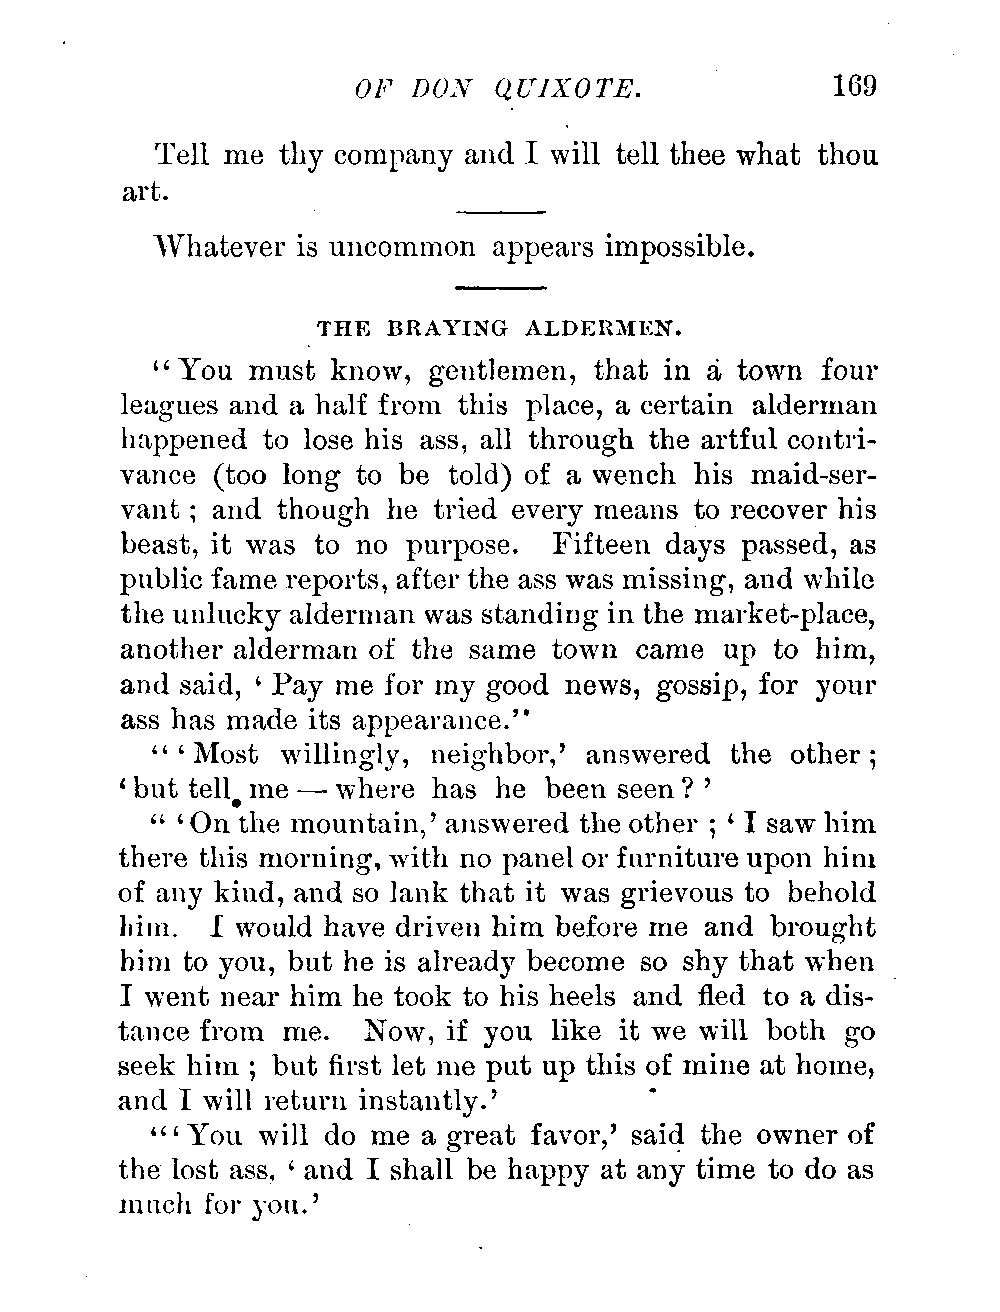 OF DON QUIXOTE. 169
Tell me thy company and I will tell thee what thou
art.
Whatever is uncommon appears impossible.
THE BRAYING ALDERMEN.
“ You must know, gentlemen, that in a town four
leagues and a half from this place, a certain alderman
happened to lose his ass, all through the artful contri-
vance (too long to be told) of a wench his maid-ser-
vant ; and though he tried every means to recover his
beast, it was to no purpose. Fifteen days passed, as
public fame reports, after the ass was missing, and while
the unlucky alderman was standing in the market-place,
another alderman of the same town came up to him,
and said, ‘ Pay me for my good news, gossip, for your
ass has made its appearance.’'
“ ‘ Most willingly, neighbor,’ answered the other ;
‘ but tell me — where has he been seen ? ’
“ ‘ On the mountain,’ answered the other ; ‘ I saw him
there this morning, with no panel or furniture upon him
of any kind, and so lank that it was grievous to behold
him. I would have driven him before me and brought
him to you, but he is already become so shy that when
I went near him he took to his heels and fled to a dis-
tance from me. Now, if you like it we will both go
seek him ; but first let me put up this of mine at home,
and I will return instantly.’
“‘ You will do me a great favor,’ said the owner of
the lost ass, ‘ and I shall be happy at any time to do as
much for you.’